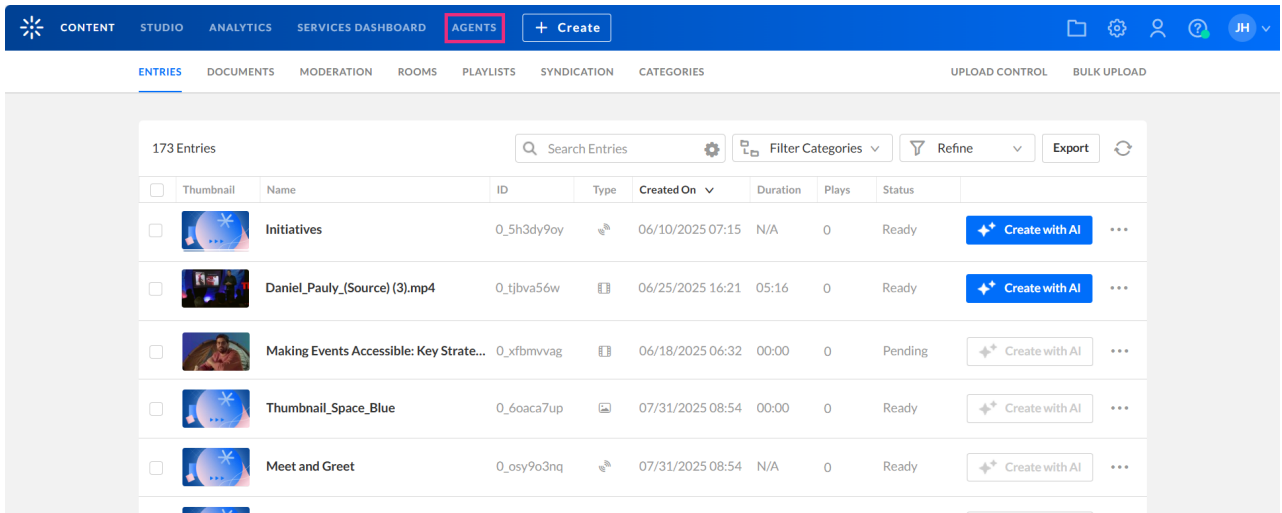 CONTENT STUDIO ANALYTICS SERVICES DASHBOARD AGENTS + Create JH
ENTRIES DOCUMENTS MODERATION ROOMS PLAYLISTS SYNDICATION CATEGORIES UPLOAD CONTROL BULK UPLOAD
173 Entries Search Entries Filter Categories Refine Export
Thumbnail Name ID Type Created On Duration Plays Status
Initiatives 0_5h3dy9oy 06/10/2025 07:15 N/A 0 Ready Create with AI
Daniel_Pauly_(Source) (3).mp4 0_tjbva56w 06/25/2025 16:21 05:16 0 Ready Create with AI
Making Events Accessible: Key Strate... 0_xfbmvvag 06/18/2025 06:32 00:00 0 Pending Create with AI
Thumbnail_Space_Blue 0_6oaca7up 07/31/2025 08:54 00:00 0 Ready Create with AI
Meet and Greet 0_osy9o3nq 07/31/2025 08:54 N/A 0 Ready Create with AI